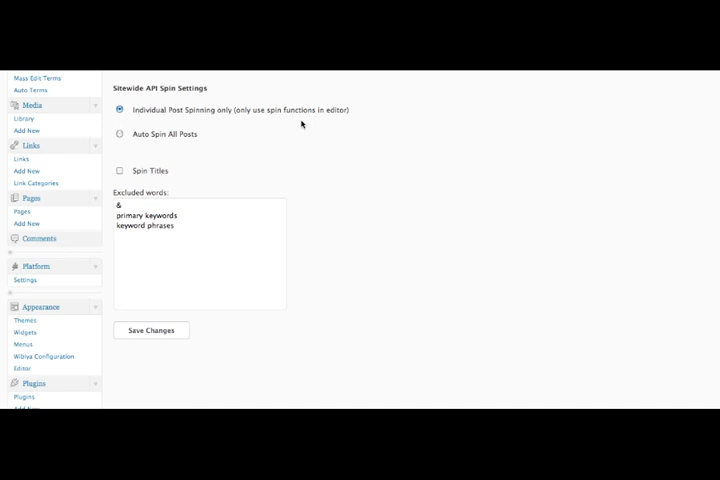 Mass Edit Terms
Auto Terms
Media
Library
Add New
Links
Links
Add New
Link Categories
Pages
Pages
Add New
Comments
Platform
Settings
Appearance
Themes
Widgets
Menus
Wibiya Configuration
Editor
Plugins
Plugins
Add New
Sitewide API Spin Settings
Individual Post Spinning only (only use spin functions in editor)
Auto Spin All Posts
Spin Titles
Excluded words:
&
primary keywords
keyword phrases
Save Changes